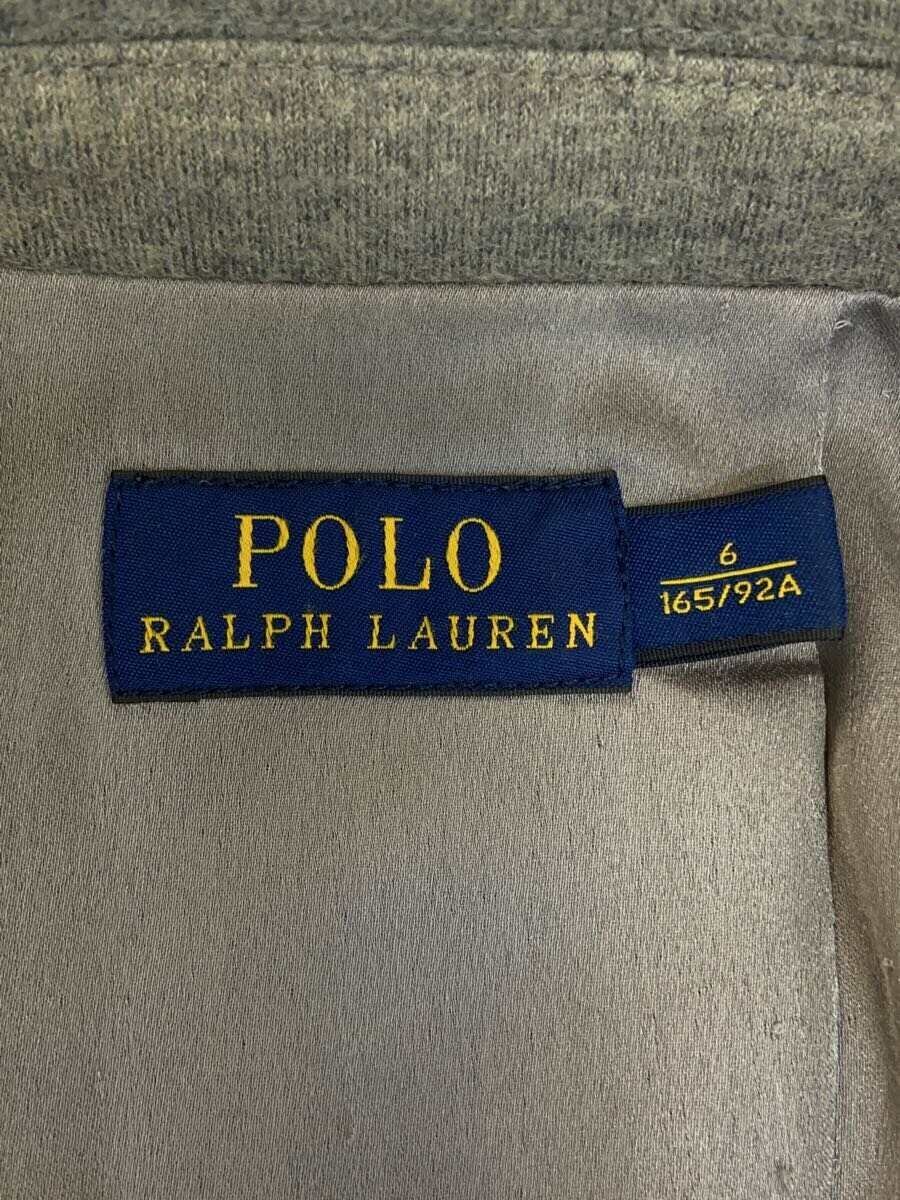 POLO
RALPH LAUREN
6
165/92A